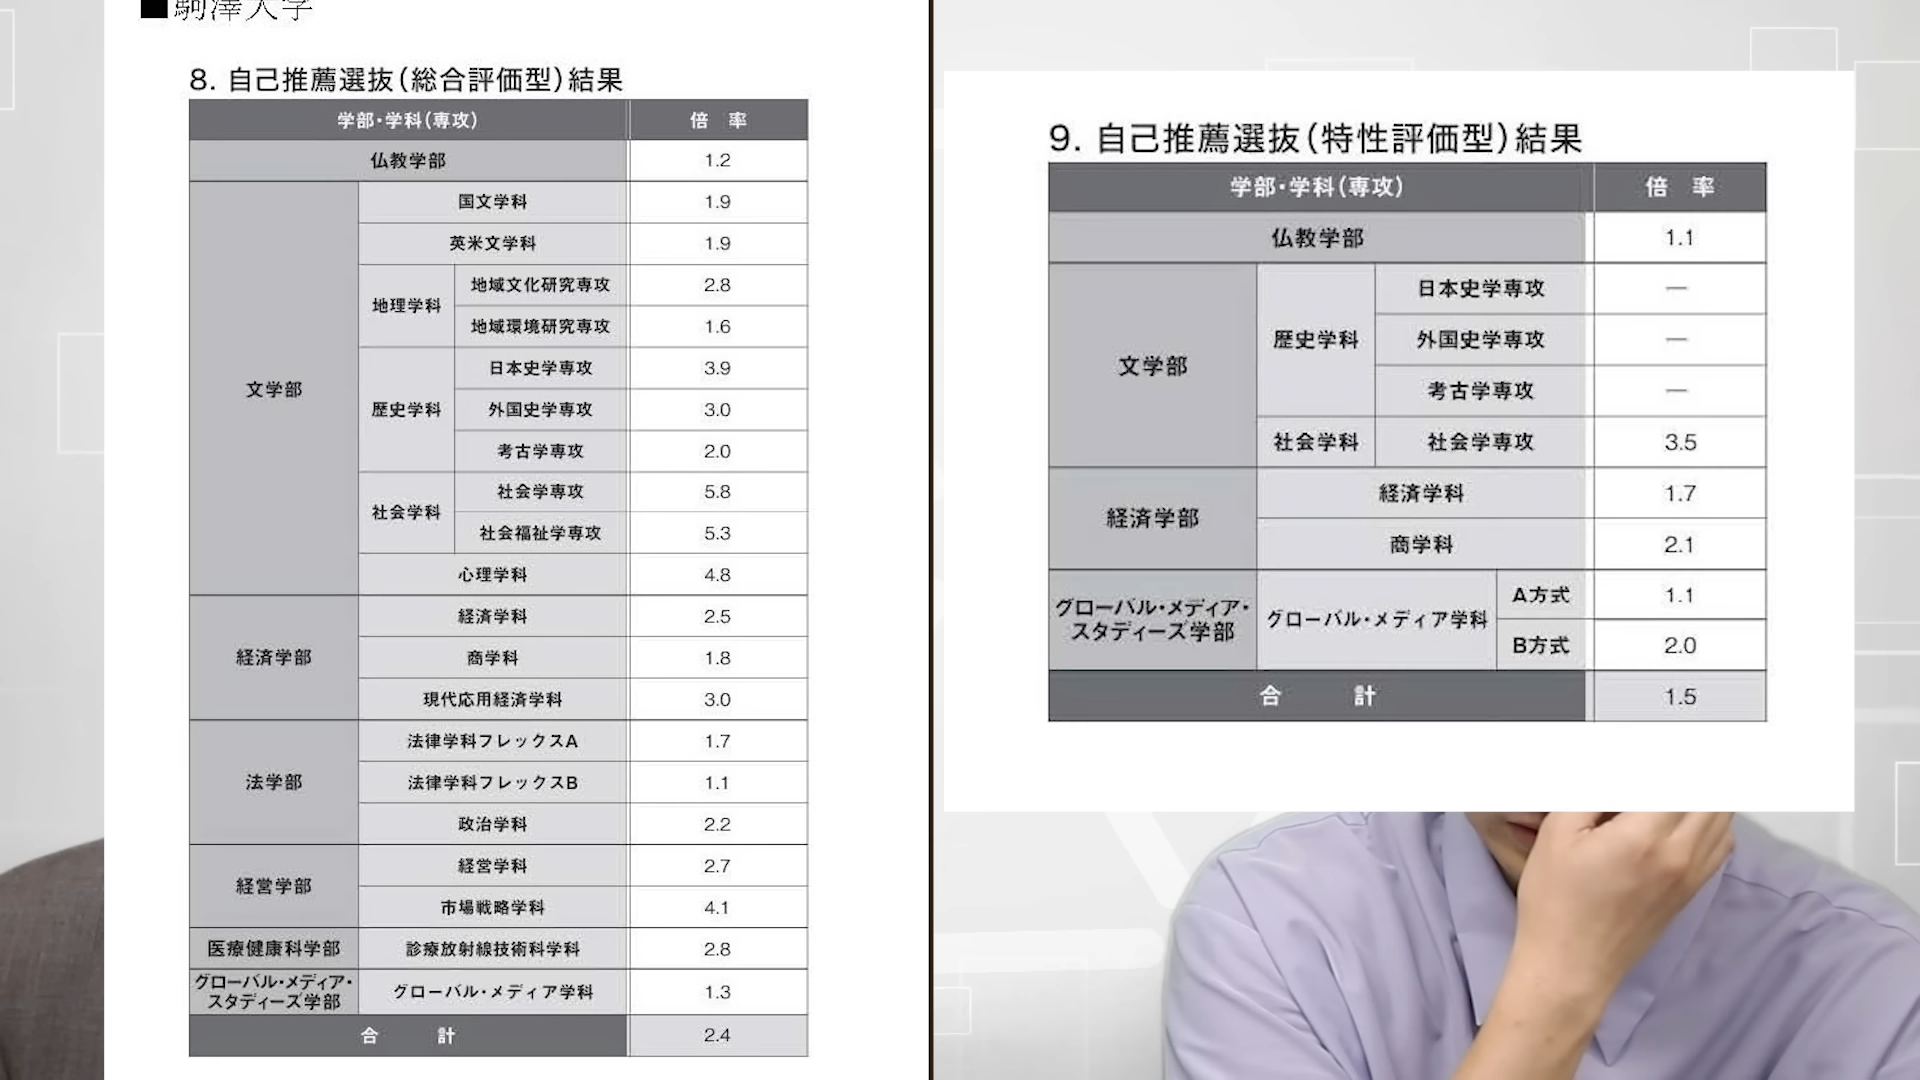 ■駒澤大学
8. 自己推薦選抜(総合評価型)結果
学部・学科(専攻) 倍 率
仏教学部 1.2
文学部
国文学科 1.9
英米文学科 1.9
地理学科
地域文化研究専攻 2.8
地域環境研究専攻 1.6
歴史学科
日本史学専攻 3.9
外国史学専攻 3.0
考古学専攻 2.0
社会学科
社会学専攻 5.8
社会福祉学専攻 5.3
心理学科 4.8
経済学部
経済学科 2.5
商学科 1.8
現代応用経済学科 3.0
法学部
法律学科フレックスA 1.7
法律学科フレックスB 1.1
政治学科 2.2
経営学部
経営学科 2.7
市場戦略学科 4.1
医療健康科学部 診療放射線技術科学科 2.8
グローバル・メディア・
スタディーズ学部
グローバル・メディア学科 1.3
合 計 2.4
9. 自己推薦選抜(特性評価型)結果
学部・学科(専攻) 倍 率
仏教学部 1.1
文学部
歴史学科
日本史学専攻 —
外国史学専攻 —
考古学専攻 —
社会学科 社会学専攻 3.5
経済学部
経済学科 1.7
商学科 2.1
グローバル・メディア・
スタディーズ学部
グローバル・メディア学科
A方式 1.1
B方式 2.0
合 計 1.5